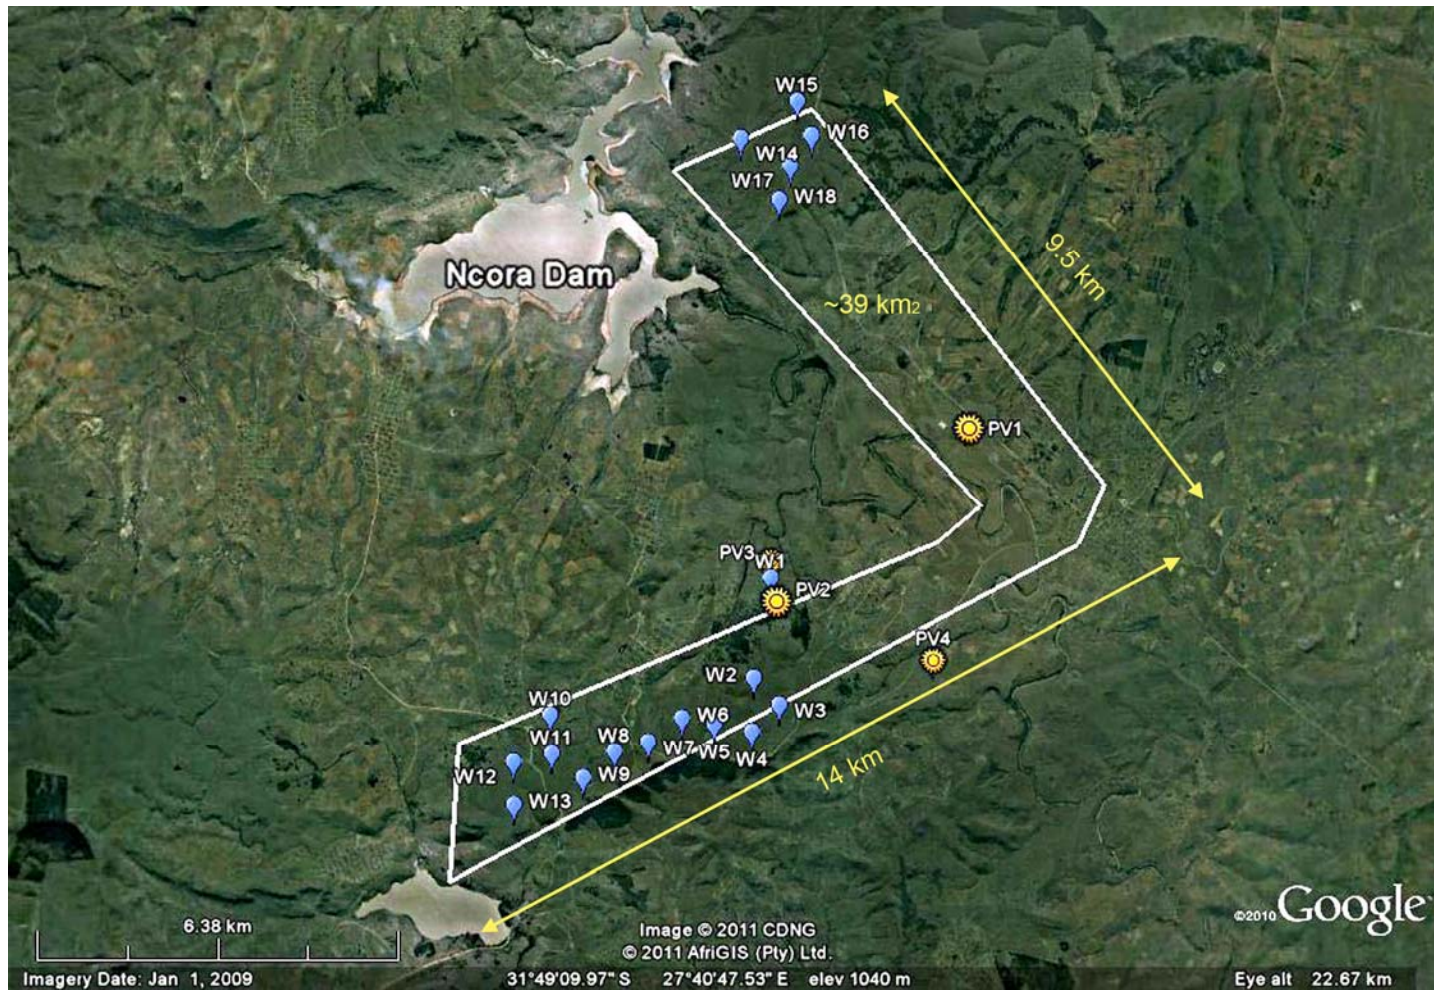 W15
W16
W14
W17
W18
Ncora Dam
9.5 km
~39 km2
PV1
PV3
W1
PV2
PV4
W2
W10
W6
W3
W11
W8
W7
W5
W4
W12
W9
W13
14 km
6.38 km
Image © 2011 CDNG
© 2011 AfriGIS (Pty) Ltd.
©2010 Google
Imagery Date: Jan 1, 2009 31°49'09.97"S 27°40'47.53"E elev 1040 m Eye alt 22.67 km